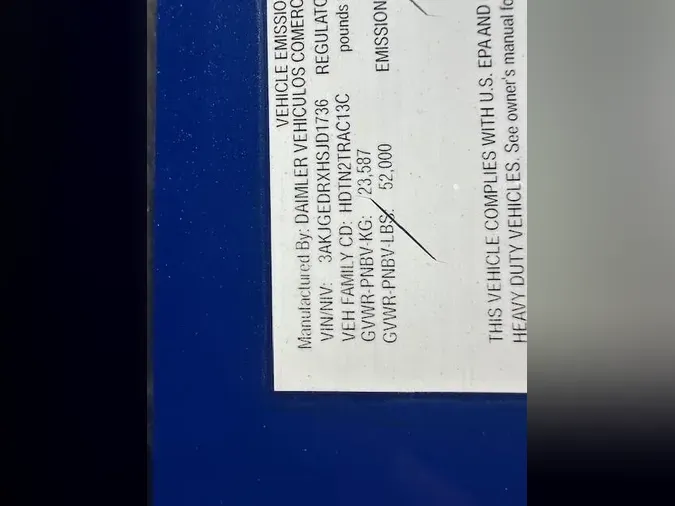 VEHICLE EMISSIO
Manufactured By: DAIMLER VEHICULOS COMERC
VIN/NIV: 3AKJGEDRXHSJD1736 REGULATO
VEH FAMILY CD: HDTN2TRAC13C pounds
GVWR-PNBV-KG: 23,587
GVWR-PNBV-LBS: 52,000 EMISSION
THIS VEHICLE COMPLIES WITH U.S. EPA AND
HEAVY DUTY VEHICLES. See owner's manual fo